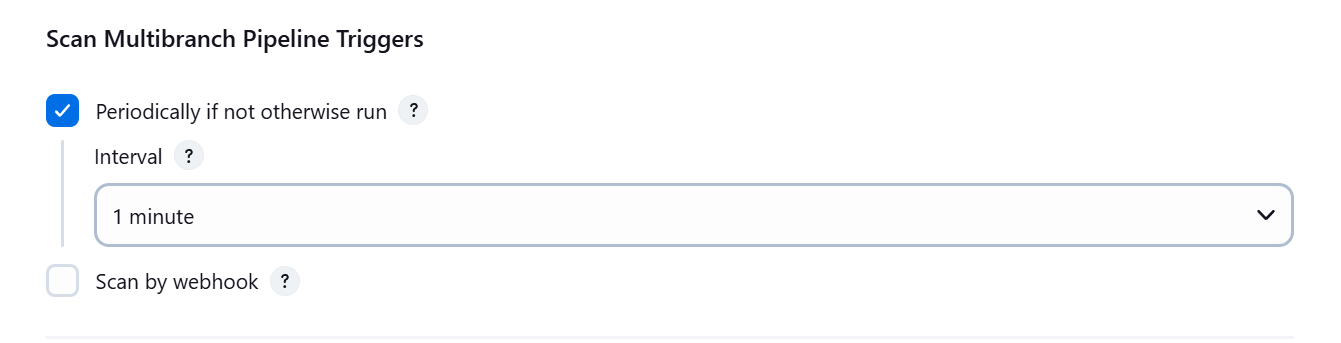 Scan Multibranch Pipeline Triggers
Periodically if not otherwise run ?
Interval ?
1 minute
Scan by webhook ?